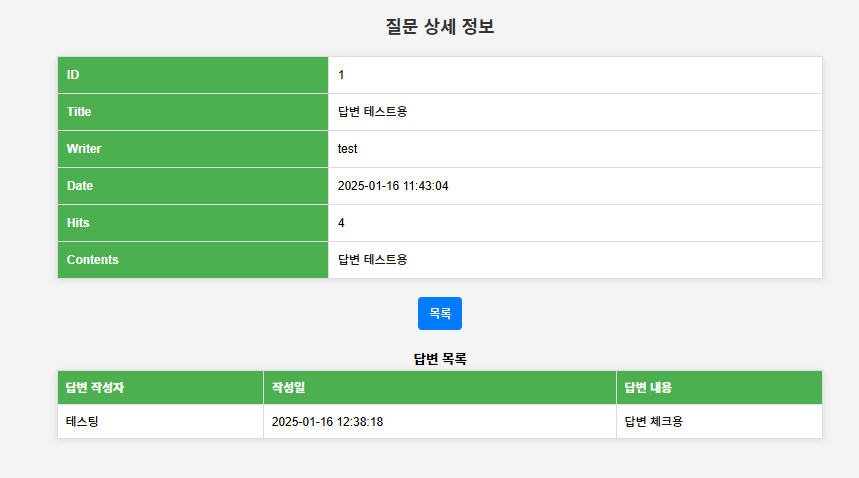 질문 상세 정보
ID 1
Title 답변 테스트용
Writer test
Date 2025-01-16 11:43:04
Hits 4
Contents 답변 테스트용
목록
답변 목록
답변 작성자 작성일 답변 내용
테스팅 2025-01-16 12:38:18 답변 체크용